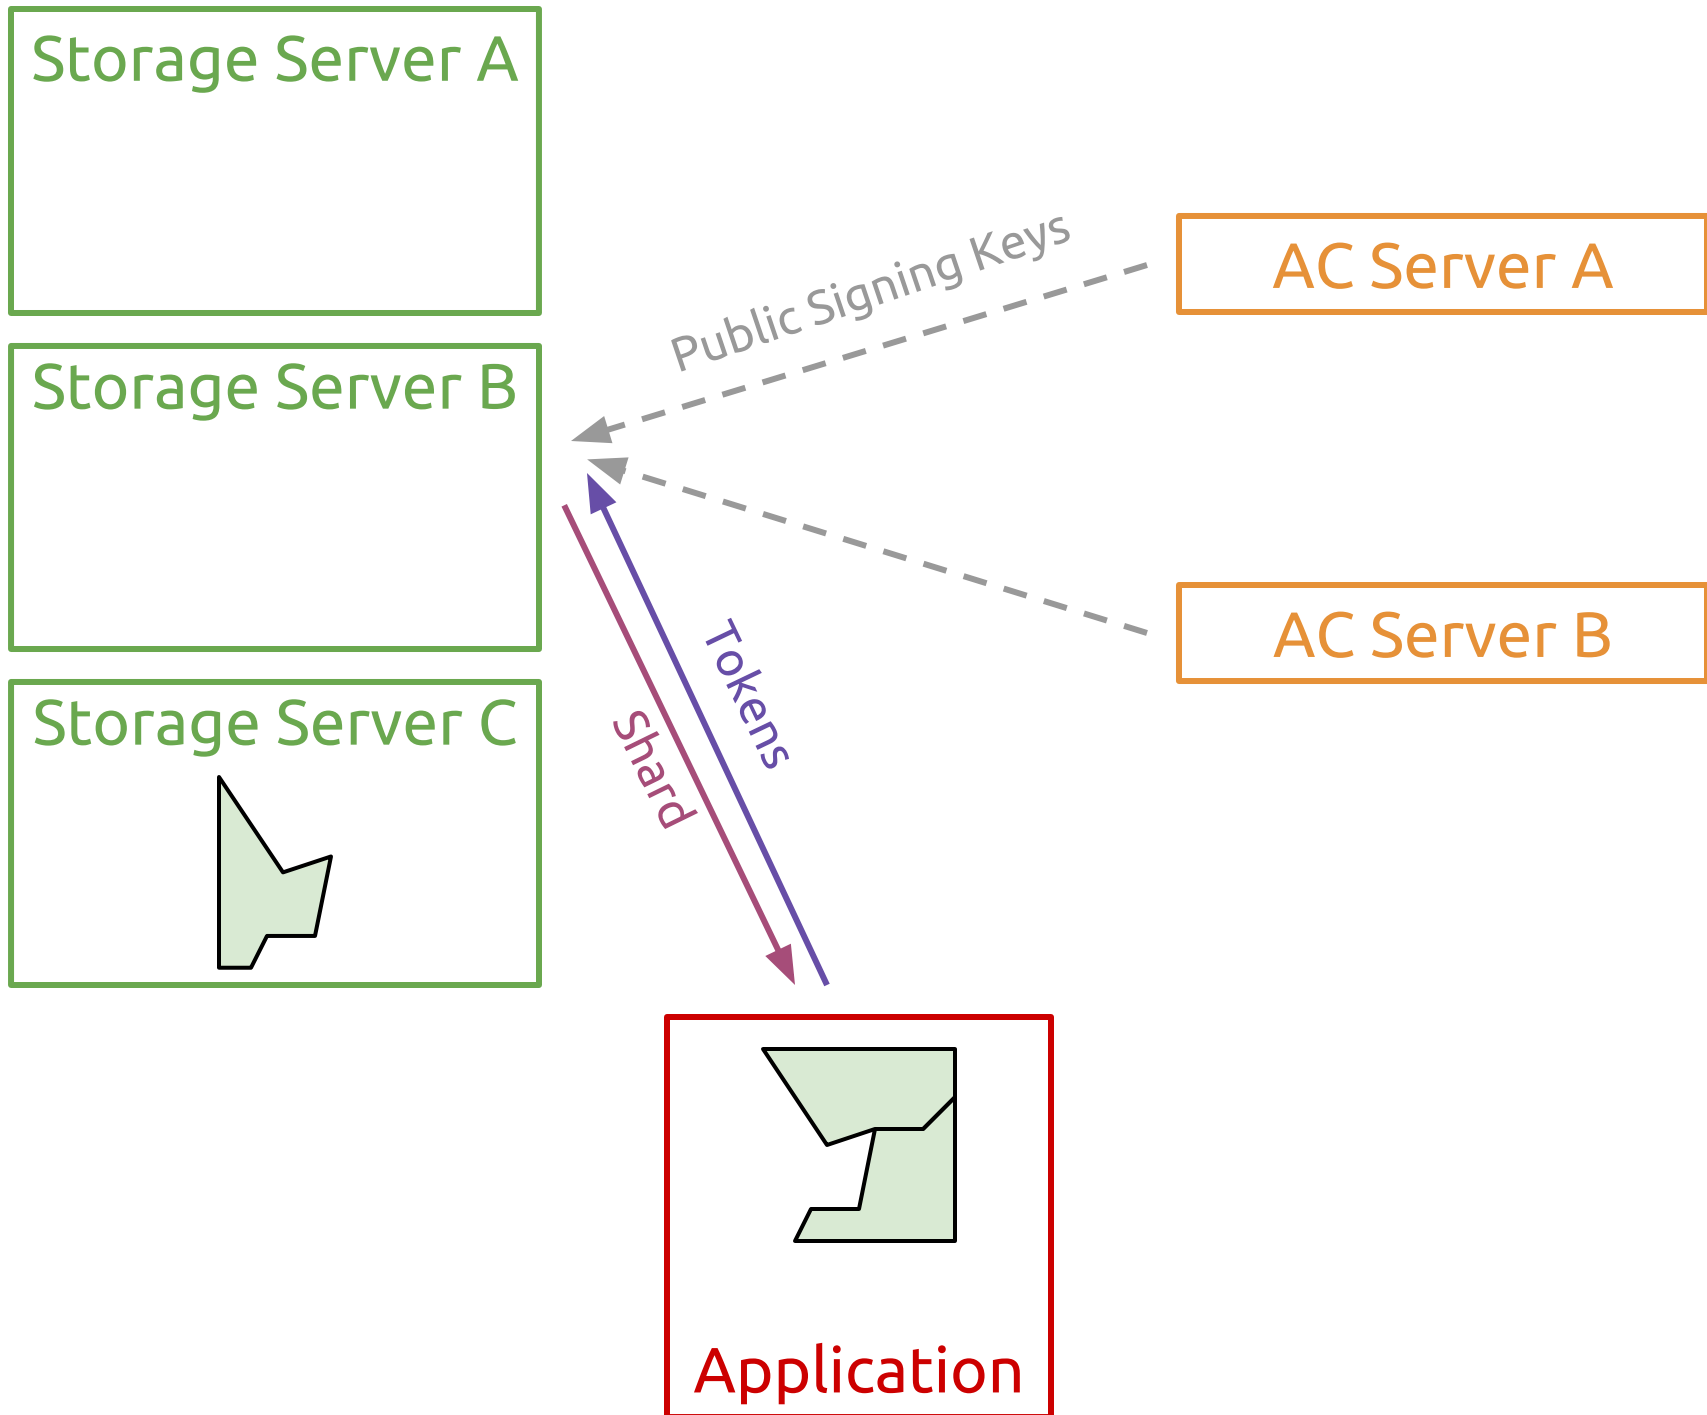 Storage Server A
Public Signing Keys
AC Server A
Storage Server B
AC Server B
Tokens
Storage Server C
Shard
Application